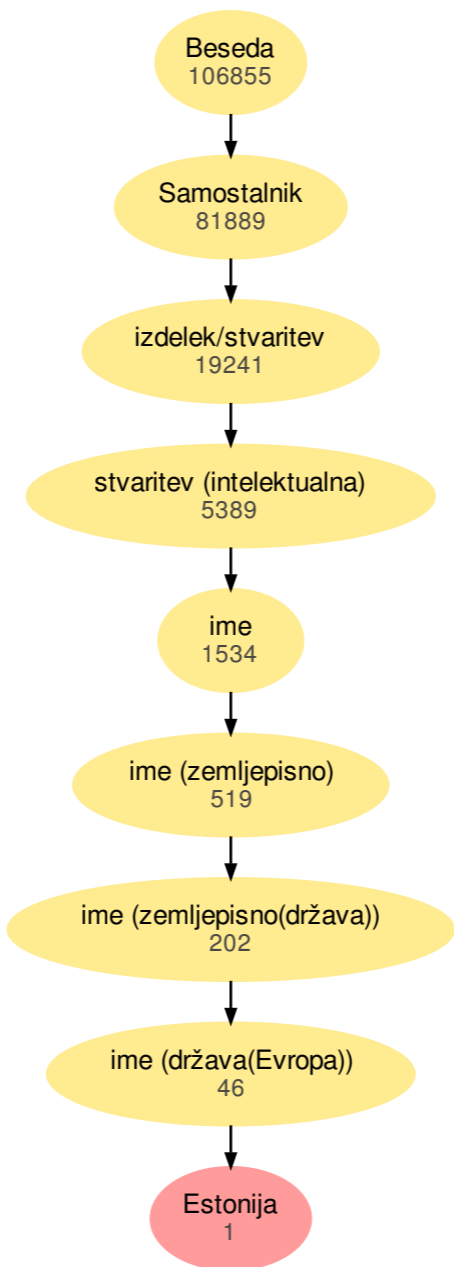 Beseda
106855
Samostalnik
81889
izdelek/stvaritev
19241
stvaritev (intelektualna)
5389
ime
1534
ime (zemljepisno)
519
ime (zemljepisno(država))
202
ime (država(Evropa))
46
Estonija
1